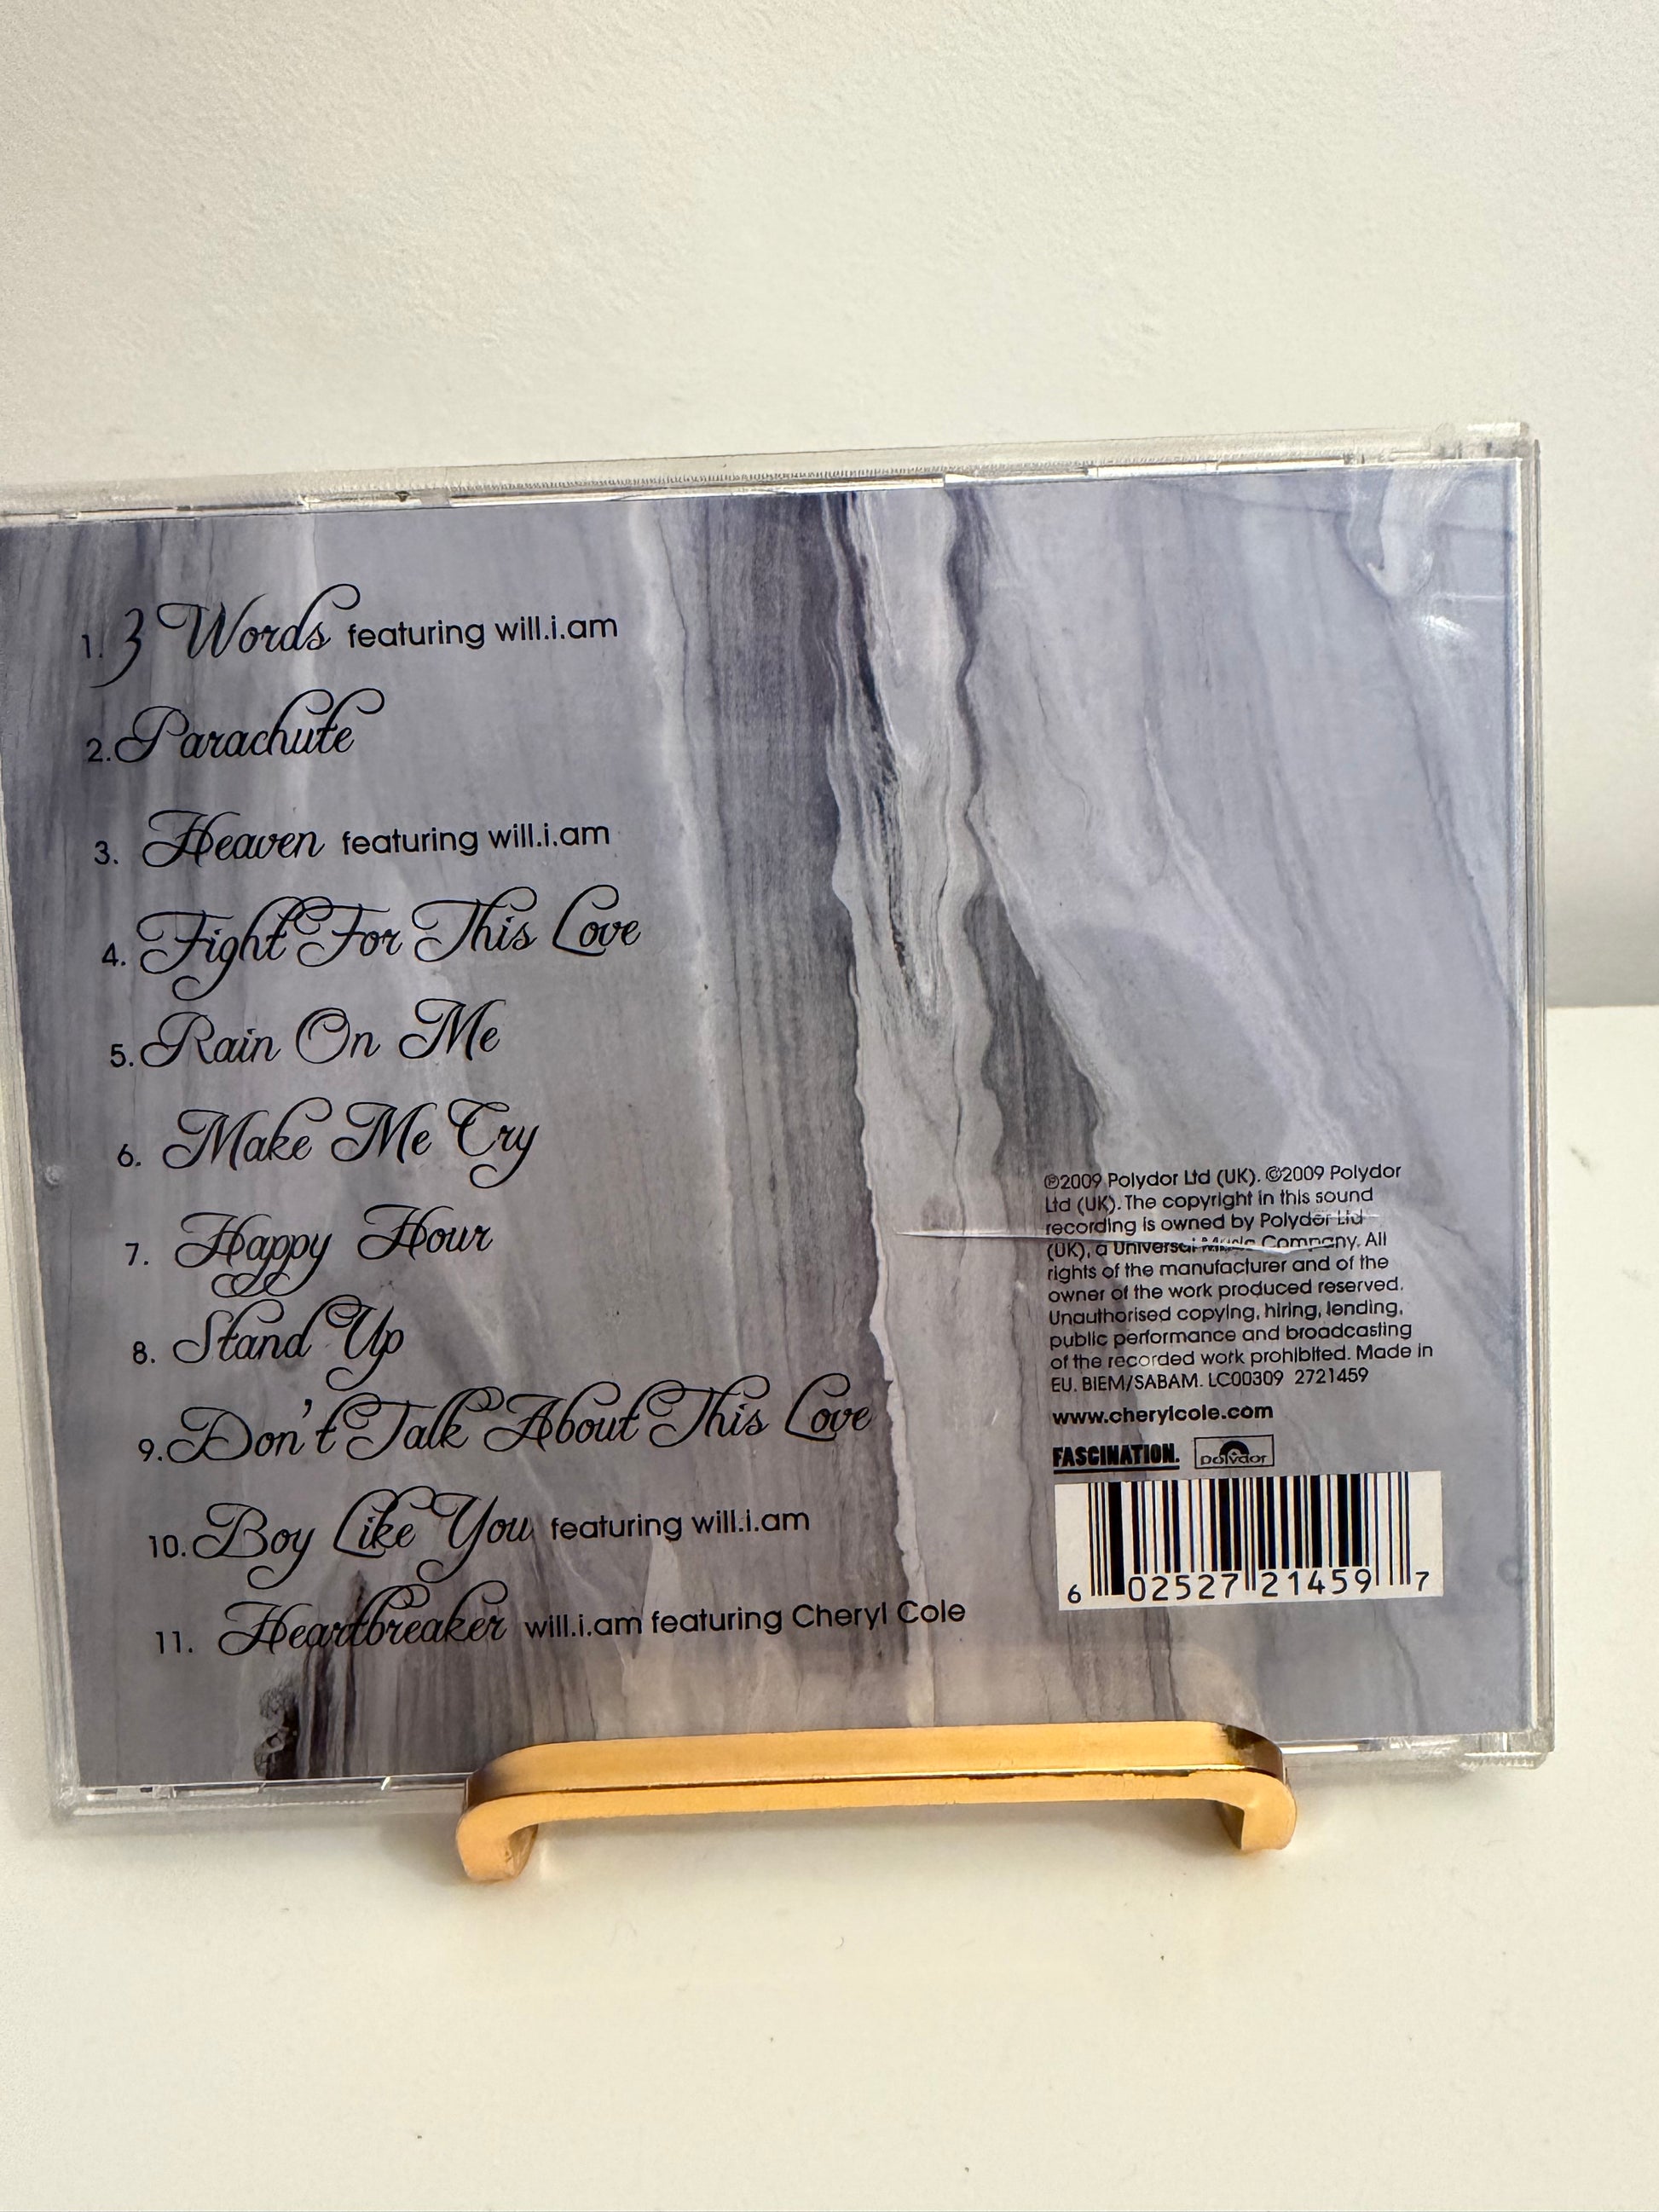 1. 3 Words featuring will.i.am
2. Parachute
3. Heaven featuring will.i.am
4. Fight For This Love
5. Rain On Me
6. Make Me Cry
7. Happy Hour
8. Stand Up
9. Don't Talk About This Love
10. Boy Like You featuring will.i.am
11. Heartbreaker will.i.am featuring Cheryl Cole
℗2009 Polydor Ltd (UK). ©2009 Polydor
Ltd (UK). The copyright in this sound
recording is owned by Polydor Ltd
(UK), a Universal Music Company. All
rights of the manufacturer and of the
owner of the work produced reserved.
Unauthorised copying, hiring, lending,
public performance and broadcasting
of the recorded work prohibited. Made in
EU. BIEM/SABAM. LC00309 2721459
www.cherylcole.com
FASCINATION. polydor
6 02527 21459 7